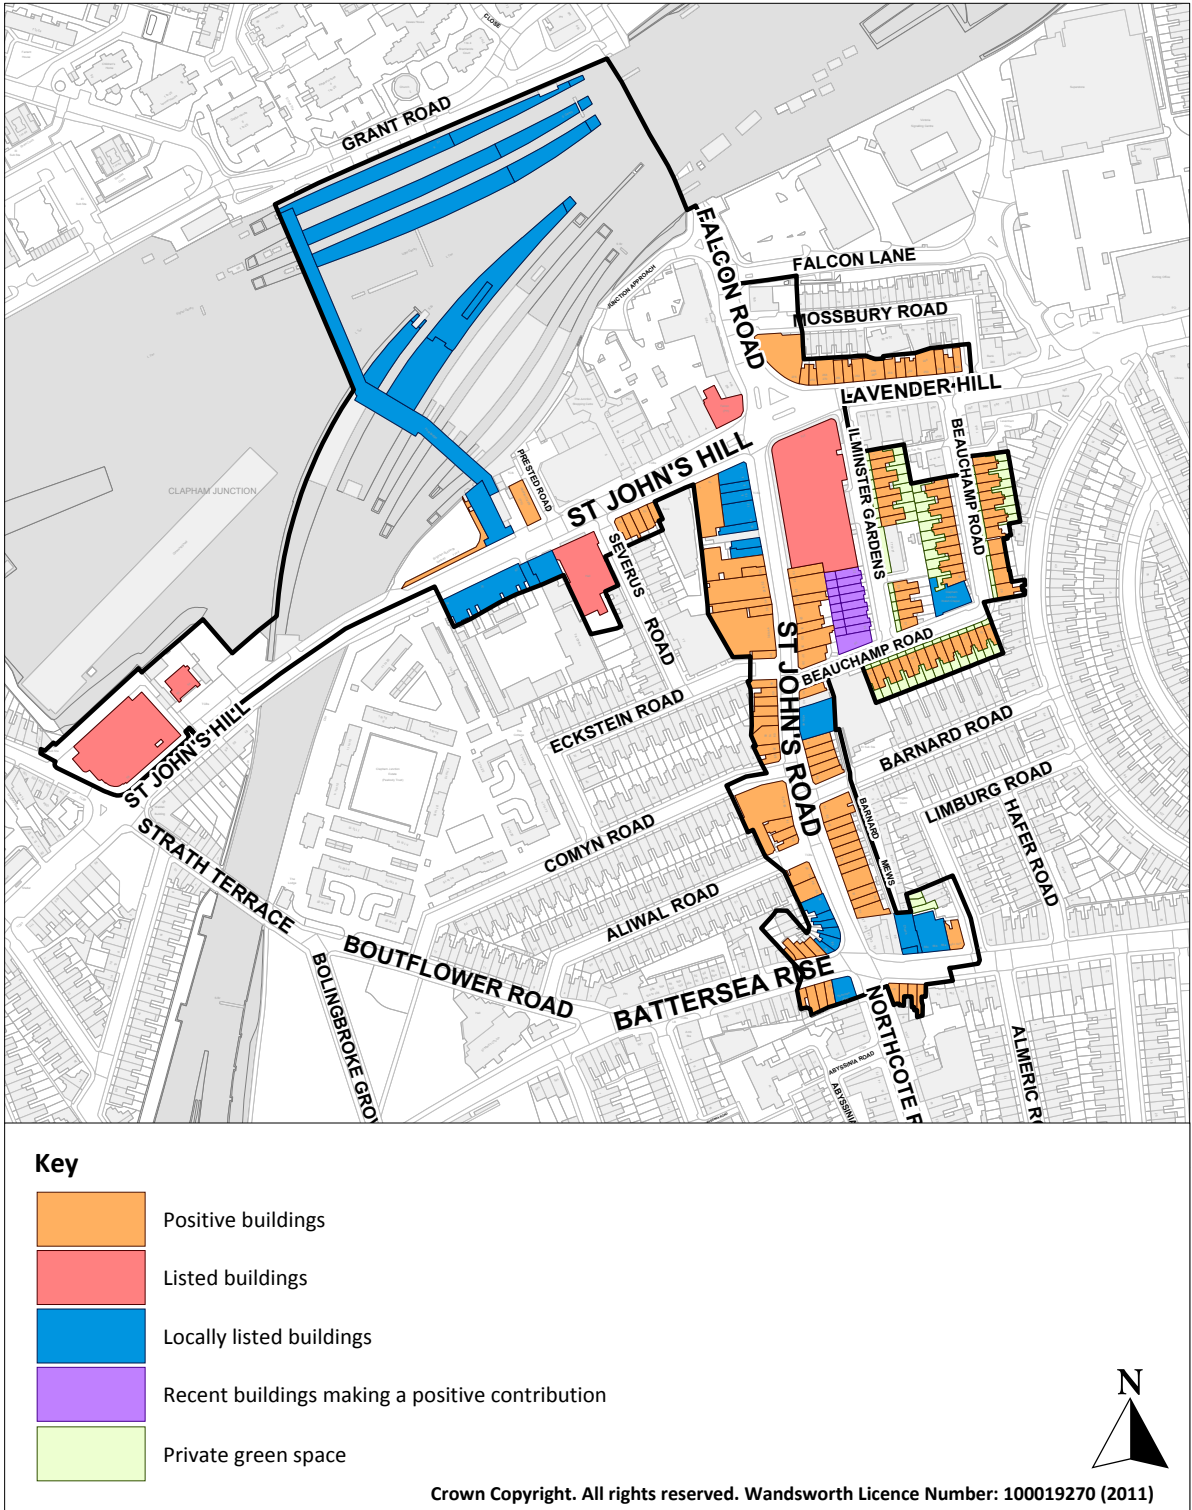 CLOSE
GRANT ROAD
FALCON ROAD
JUNCTION APPROACH
FALCON LANE
MOSSBURY ROAD
LAVENDER HILL
ILMINSTER GARDENS
BEAUCHAMP ROAD
ST JOHN'S HILL
PRESTED ROAD
CLAPHAM JUNCTION
SEVERUS
ROAD
ST JOHN'S ROAD
BEAUCHAMP ROAD
ECKSTEIN ROAD
BARNARD ROAD
LIMBURG ROAD
HAFER ROAD
ST JOHN'S HILL
STRATH TERRACE
COMYN ROAD
BARNARD
MEWS
ALIWAL ROAD
BOUTFLOWER ROAD
BATTERSEA RISE
BOLINGBROKE GRO
NORTHCOTE R
ABYSSINIA ROAD
ABYSSINIA
ALMERIC RO
Key
Positive buildings
Listed buildings
Locally listed buildings
Recent buildings making a positive contribution
Private green space
N
Crown Copyright. All rights reserved. Wandsworth Licence Number: 100019270 (2011)